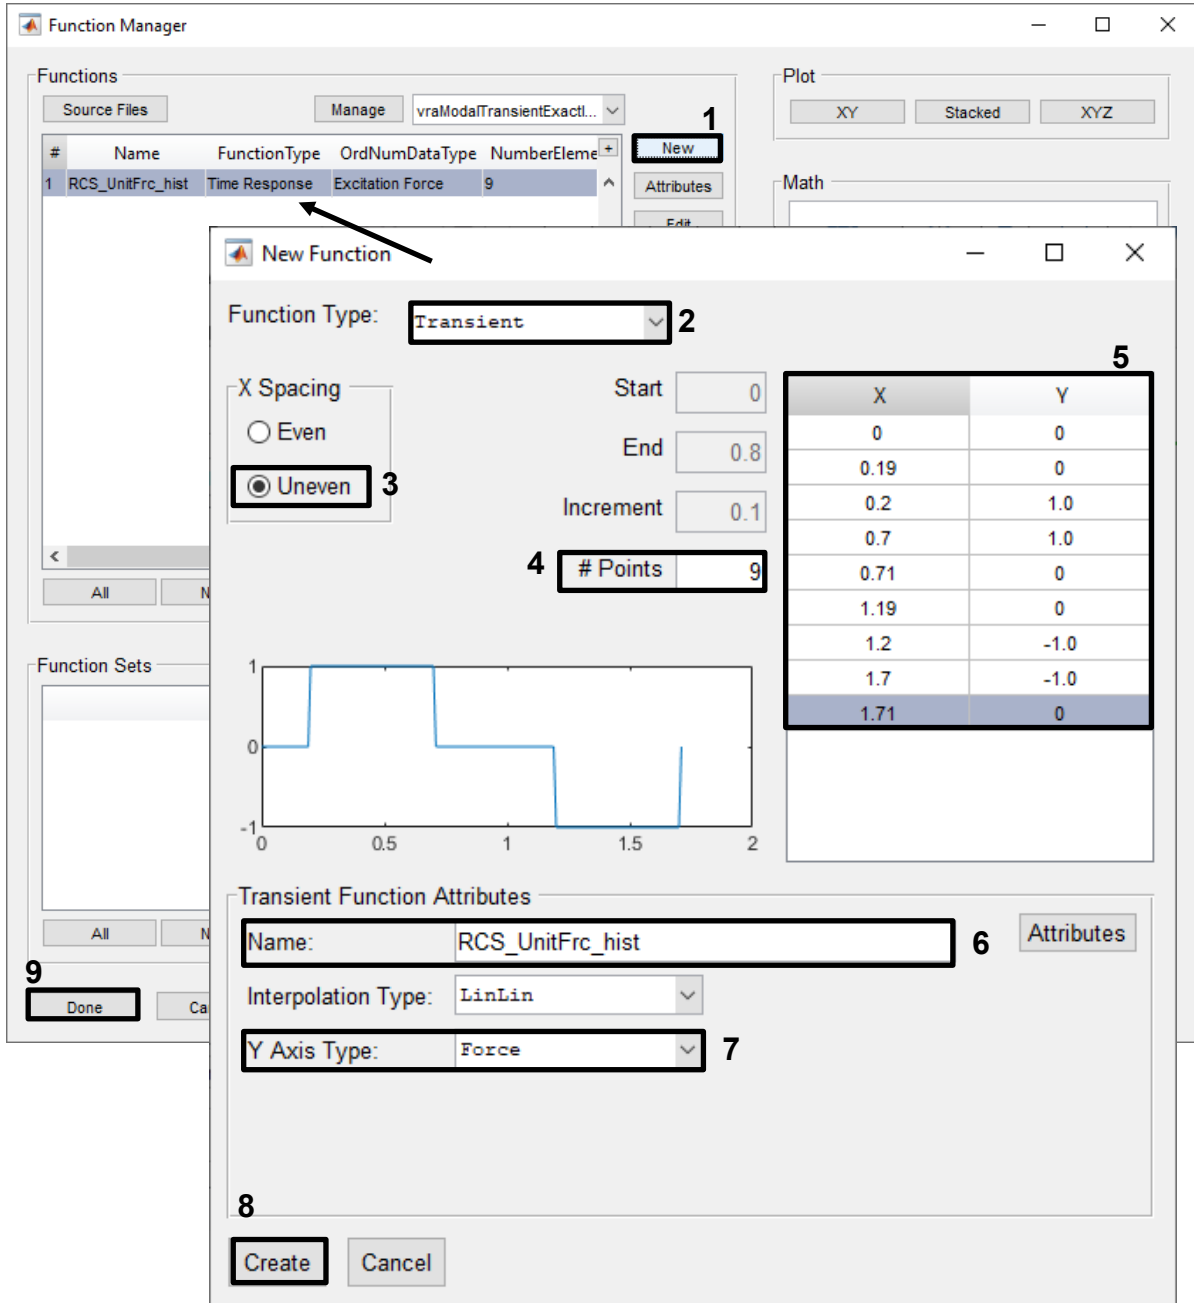 Function Manager
Functions
Plot
Source Files
Manage
vraModalTransientExactI...
XY
Stacked
XYZ
1
New
# Name FunctionType OrdNumDataType NumberEleme +
1 RCS_UnitFrc_hist Time Response Excitation Force 9
Attributes
Math
Edit
New Function
Function Type: Transient 2
5
X Spacing
Even
Uneven 3
Start 0
End 0.8
Increment 0.1
4 # Points 9
X Y
0 0
0.19 0
0.2 1.0
0.7 1.0
0.71 0
1.19 0
1.2 -1.0
1.7 -1.0
1.71 0
All
N
Function Sets
1
0
-1
0 0.5 1 1.5 2
All
N
9
Done
Ca
Transient Function Attributes
Name: RCS_UnitFrc_hist 6
Attributes
Interpolation Type: LinLin
Y Axis Type: Force 7
8
Create
Cancel